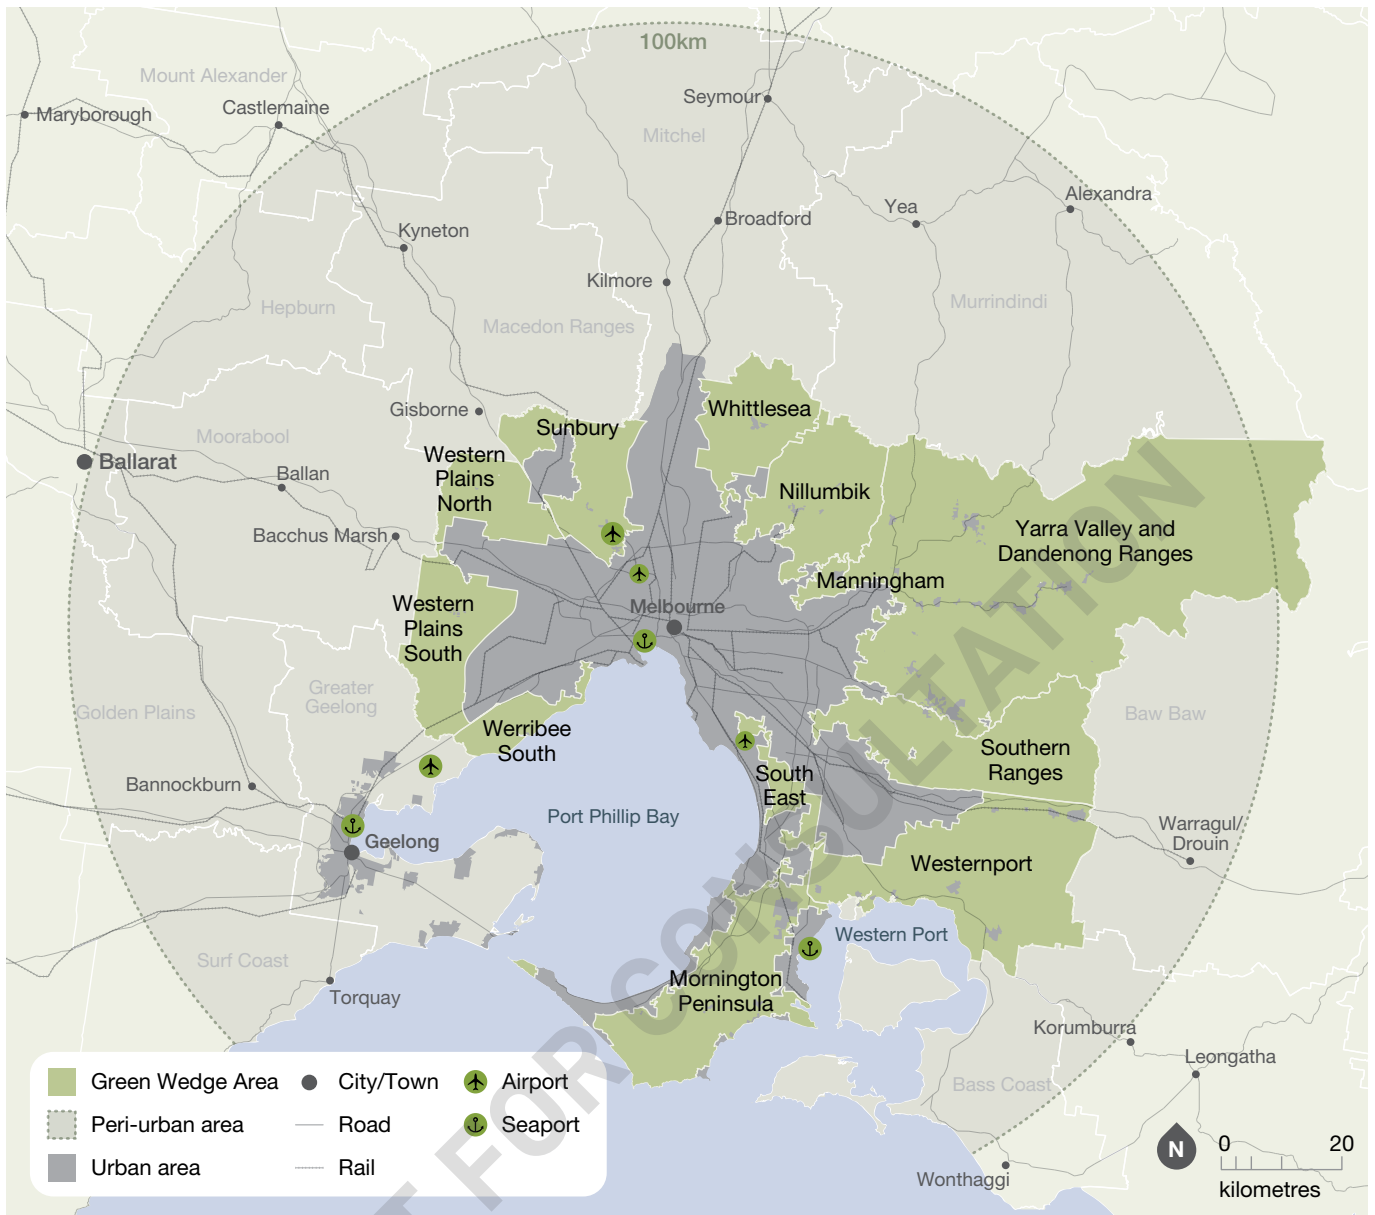 100km
Mount Alexander
Castlemaine
Maryborough
Seymour
Mitchel
Alexandra
Yea
Broadford
Kyneton
Kilmore
Murrindindi
Hepburn
Macedon Ranges
Gisborne
Whittlesea
Sunbury
Moorabool
Western
Plains
North
Ballarat
Ballan
Nillumbik
Bacchus Marsh
Yarra Valley and
Dandenong Ranges
Manningham
Western
Plains
South
Melbourne
Greater
Geelong
Golden Plains
Baw Baw
Werribee
South
Southern
Ranges
South
East
Bannockburn
Port Phillip Bay
Geelong
Warragul/
Drouin
Westernport
Western Port
Surf Coast
Mornington
Peninsula
Torquay
Korumburra
Leongatha
Bass Coast
Wonthaggi
Green Wedge Area
Peri-urban area
Urban area
City/Town
Road
Rail
Airport
Seaport
N
0 20
kilometres
T FOR CONSULTATION